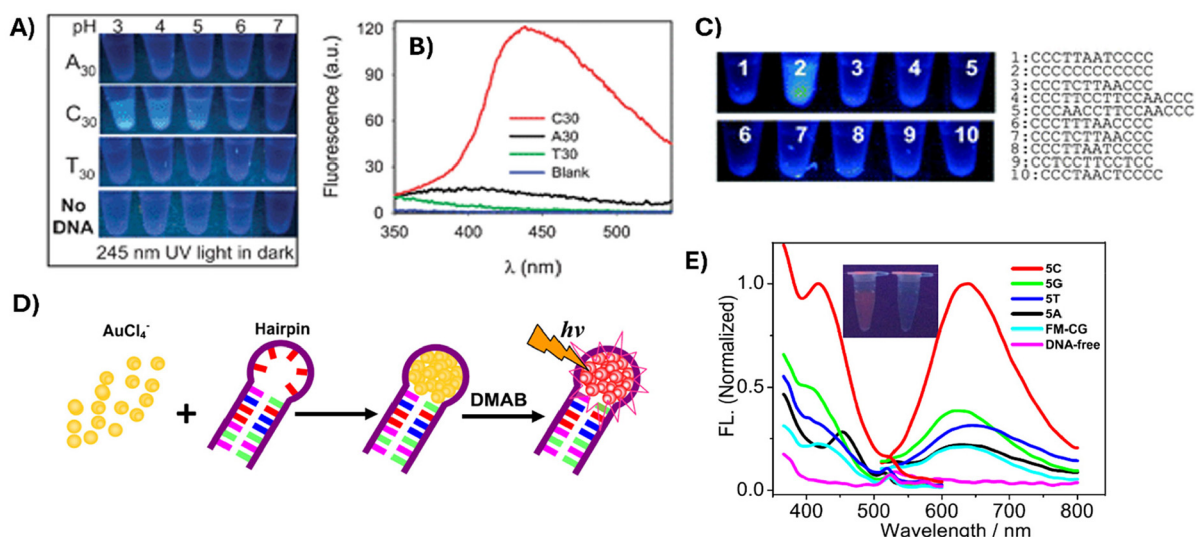 A)
pH 3 4 5 6 7
A30
C30
T30
No DNA
245 nm UV light in dark
B)
Fluorescence (a.u.)
120
90
60
30
0
C30
A30
T30
Blank
350 400 450 500
λ (nm)
C)
1 2 3 4 5
6 7 8 9 10
1:CCCTTAATCCCC
2:CCCCCCCCCCCC
3:CCTCTTAACCC
4:CCCTTCCTTCCAACCC
5:CCCAACCTTCCAACCC
6:CCCTTTAACCCC
7:CCCTCTTAACCC
8:CCCTTAATCCCC
9:CCTCCTTCCTCC
10:CCCTAACTCCCC
D)
AuCl4-
Hairpin
+
DMAB
hν
E)
FL. (Normalized)
1.0
0.5
0.0
5C
5G
5T
5A
FM-CG
DNA-free
400 500 600 700 800
Wavelength / nm